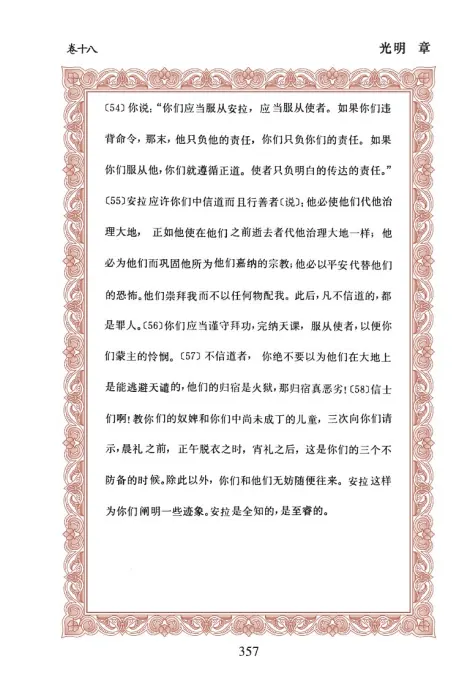 卷十八
光明 章
〔54〕你说：“你们应当服从安拉，应当服从使者。如果你们违
背命令，那末，他只负他的责任，你们只负你们的责任。如果
你们服从他，你们就遵循正道。使者只负明白的传达的责任。”
〔55〕安拉应许你们中信道而且行善者（说）：他必使他们代他治
理大地， 正如他使在他们之前逝去者代他治理大地一样；他
必为他们而巩固他所为他们嘉纳的宗教；他必以平安代替他们
的恐怖。他们崇拜我而不以任何物配我。此后，凡不信道的，都
是罪人。〔56〕你们应当谨守拜功，完纳天课，服从使者，以便你
们蒙主的怜悯。〔57〕不信道者， 你绝不要以为他们在大地上
是能逃避天谴的，他们的归宿是火狱，那归宿真恶劣！〔58〕信士
们啊！教你们的奴婢和你们中尚未成丁的儿童，三次向你们请
示，晨礼之前， 正午脱衣之时，宵礼之后，这是你们的三个不
防备的时候。除此以外，你们和他们无妨随便往来。安拉这样
为你们阐明一些迹象。安拉是全知的，是至睿的。
357